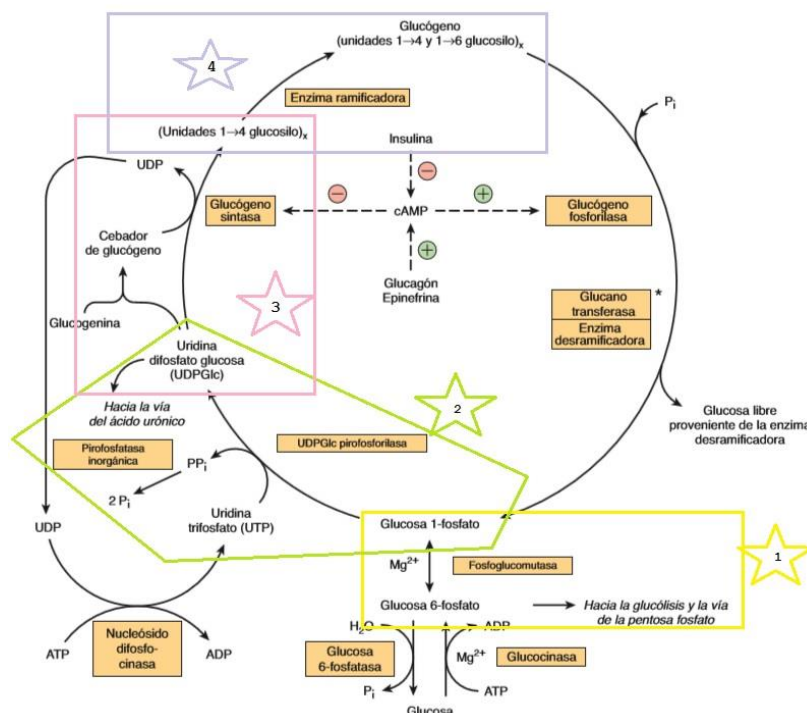 4
Glucógeno
(unidades 1→4 y 1→6 glucosilo)x
Enzima ramificadora
Pi
(Unidades 1→4 glucosilo)x
Insulina
UDP
−
Glucógeno
sintasa
−
cAMP
+
Glucógeno
fosforilasa
Cebador
de glucógeno
+
Glucagón
Epinefrina
3
Glucano
transferasa
*
Enzima
desramificadora
Glucogenina
Uridina
difosfato glucosa
(UDPGlc)
2
Hacia la vía
del ácido urónico
Glucosa libre
proveniente de la enzima
desramificadora
UDPGlc pirofosforilasa
Pirofosfatasa
inorgánica
PPi
2 Pi
Uridina
trifosfato (UTP)
UDP
Glucosa 1-fosfato
1
Mg2+
Fosfoglucomutasa
Glucosa 6-fosfato
Hacia la glucólisis y la vía
de la pentosa fosfato
H2O
ADP
Nucleósido
difosfo-
cinasa
ATP
ADP
Glucosa
6-fosfatasa
Mg2+
Glucocinasa
Pi
ATP
Glucosa